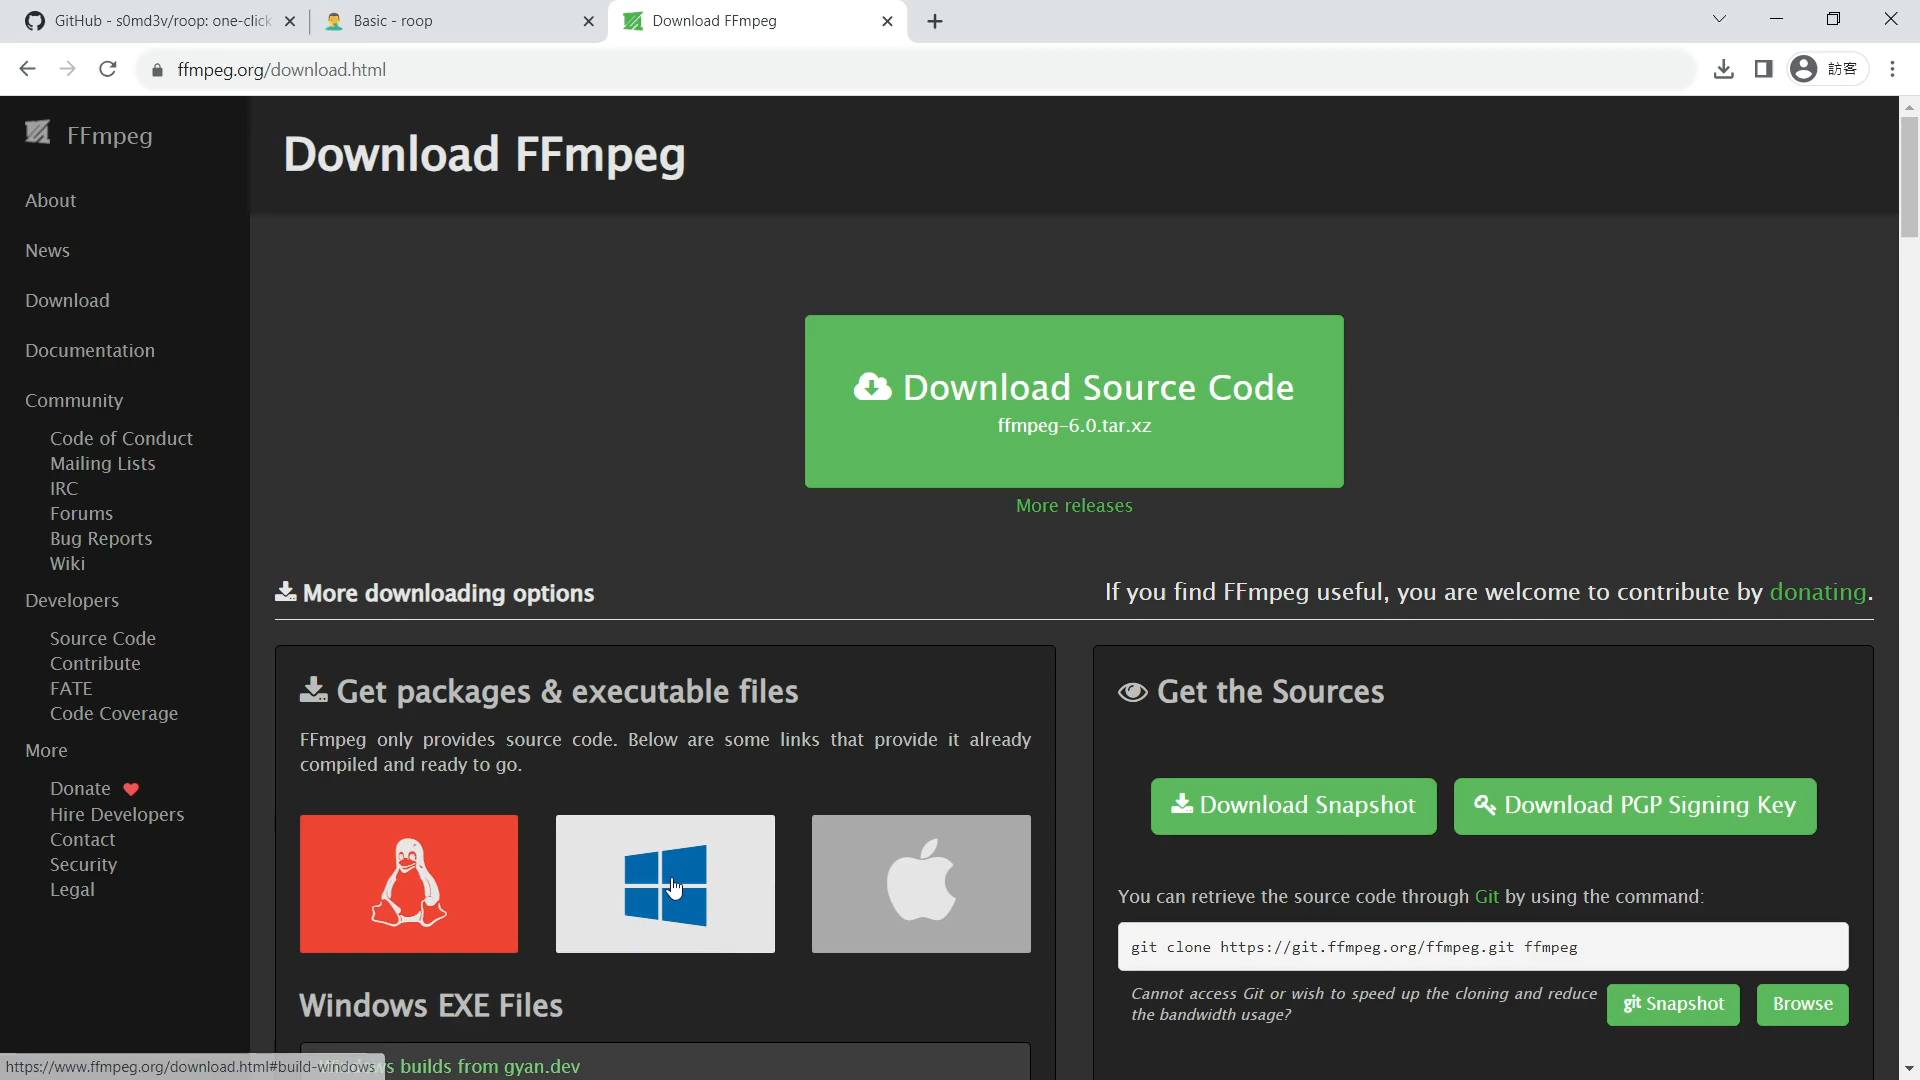 GitHub - s0md3v/roop: one-click
Basic - roop
Download FFmpeg
ffmpeg.org/download.html
訪客
FFmpeg
About
News
Download
Documentation
Community
Code of Conduct
Mailing Lists
IRC
Forums
Bug Reports
Wiki
Developers
Source Code
Contribute
FATE
Code Coverage
More
Donate
Hire Developers
Contact
Security
Legal
Download FFmpeg
Download Source Code
ffmpeg-6.0.tar.xz
More releases
More downloading options
If you find FFmpeg useful, you are welcome to contribute by donating.
Get packages & executable files
FFmpeg only provides source code. Below are some links that provide it already
compiled and ready to go.
Windows EXE Files
builds from gyan.dev
Get the Sources
Download Snapshot
Download PGP Signing Key
You can retrieve the source code through Git by using the command:
git clone https://git.ffmpeg.org/ffmpeg.git ffmpeg
Cannot access Git or wish to speed up the cloning and reduce
the bandwidth usage?
git Snapshot
Browse
https://www.ffmpeg.org/download.html#build-windows